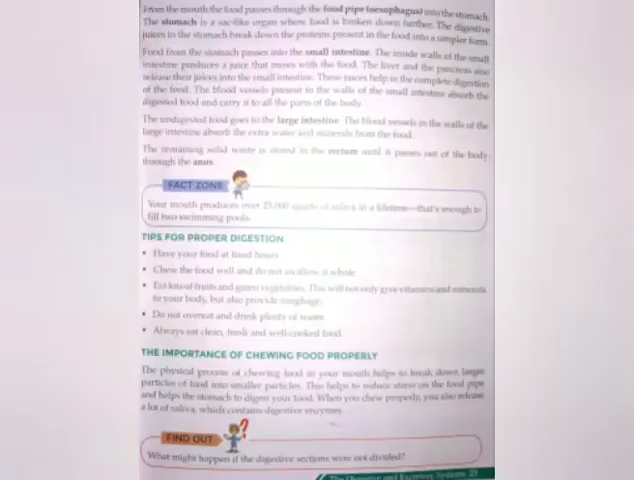 From the mouth the food passes through the food pipe (oesophagus) into the stomach.
The stomach is a sac-like organ where food is broken down further. The digestive
juices in the stomach break down the proteins present in the food into a simpler form.
Food from the stomach passes into the small intestine. The inside walls of the small
intestine produces a juice that moves with the food. The liver and the pancreas also
release their juices into the small intestine. These juices help in the complete digestion
of the food. The blood vessels present in the walls of the small intestine absorb the
digested food and carry it to all the parts of the body.
The undigested food goes to the large intestine. The blood vessels in the walls of the
large intestine absorb the extra water and minerals from the food.
The remaining solid waste is stored in the rectum until it passes out of the body
through the anus.
FACT ZONE
Your mouth produces over 25,000 quarts of saliva in a lifetime—that's enough to
fill two swimming pools.
TIPS FOR PROPER DIGESTION
• Have your food at fixed hours
• Chew the food well and do not swallow it whole
• Eat lots of fruits and green vegetables. This will not only give vitamins and minerals
to your body, but also provide roughage.
• Do not overeat and drink plenty of water.
• Always eat clean, fresh and well-cooked food.
THE IMPORTANCE OF CHEWING FOOD PROPERLY
The physical process of chewing food in your mouth helps to break down larger
particles of food into smaller particles. This helps to reduce stress on the food pipe
and helps the stomach to digest your food. When you chew properly, you also release
a lot of saliva, which contains digestive enzymes.
FIND OUT
?
What might happen if the digestive sections were not divided?
The Digestive and Excretory Systems 23